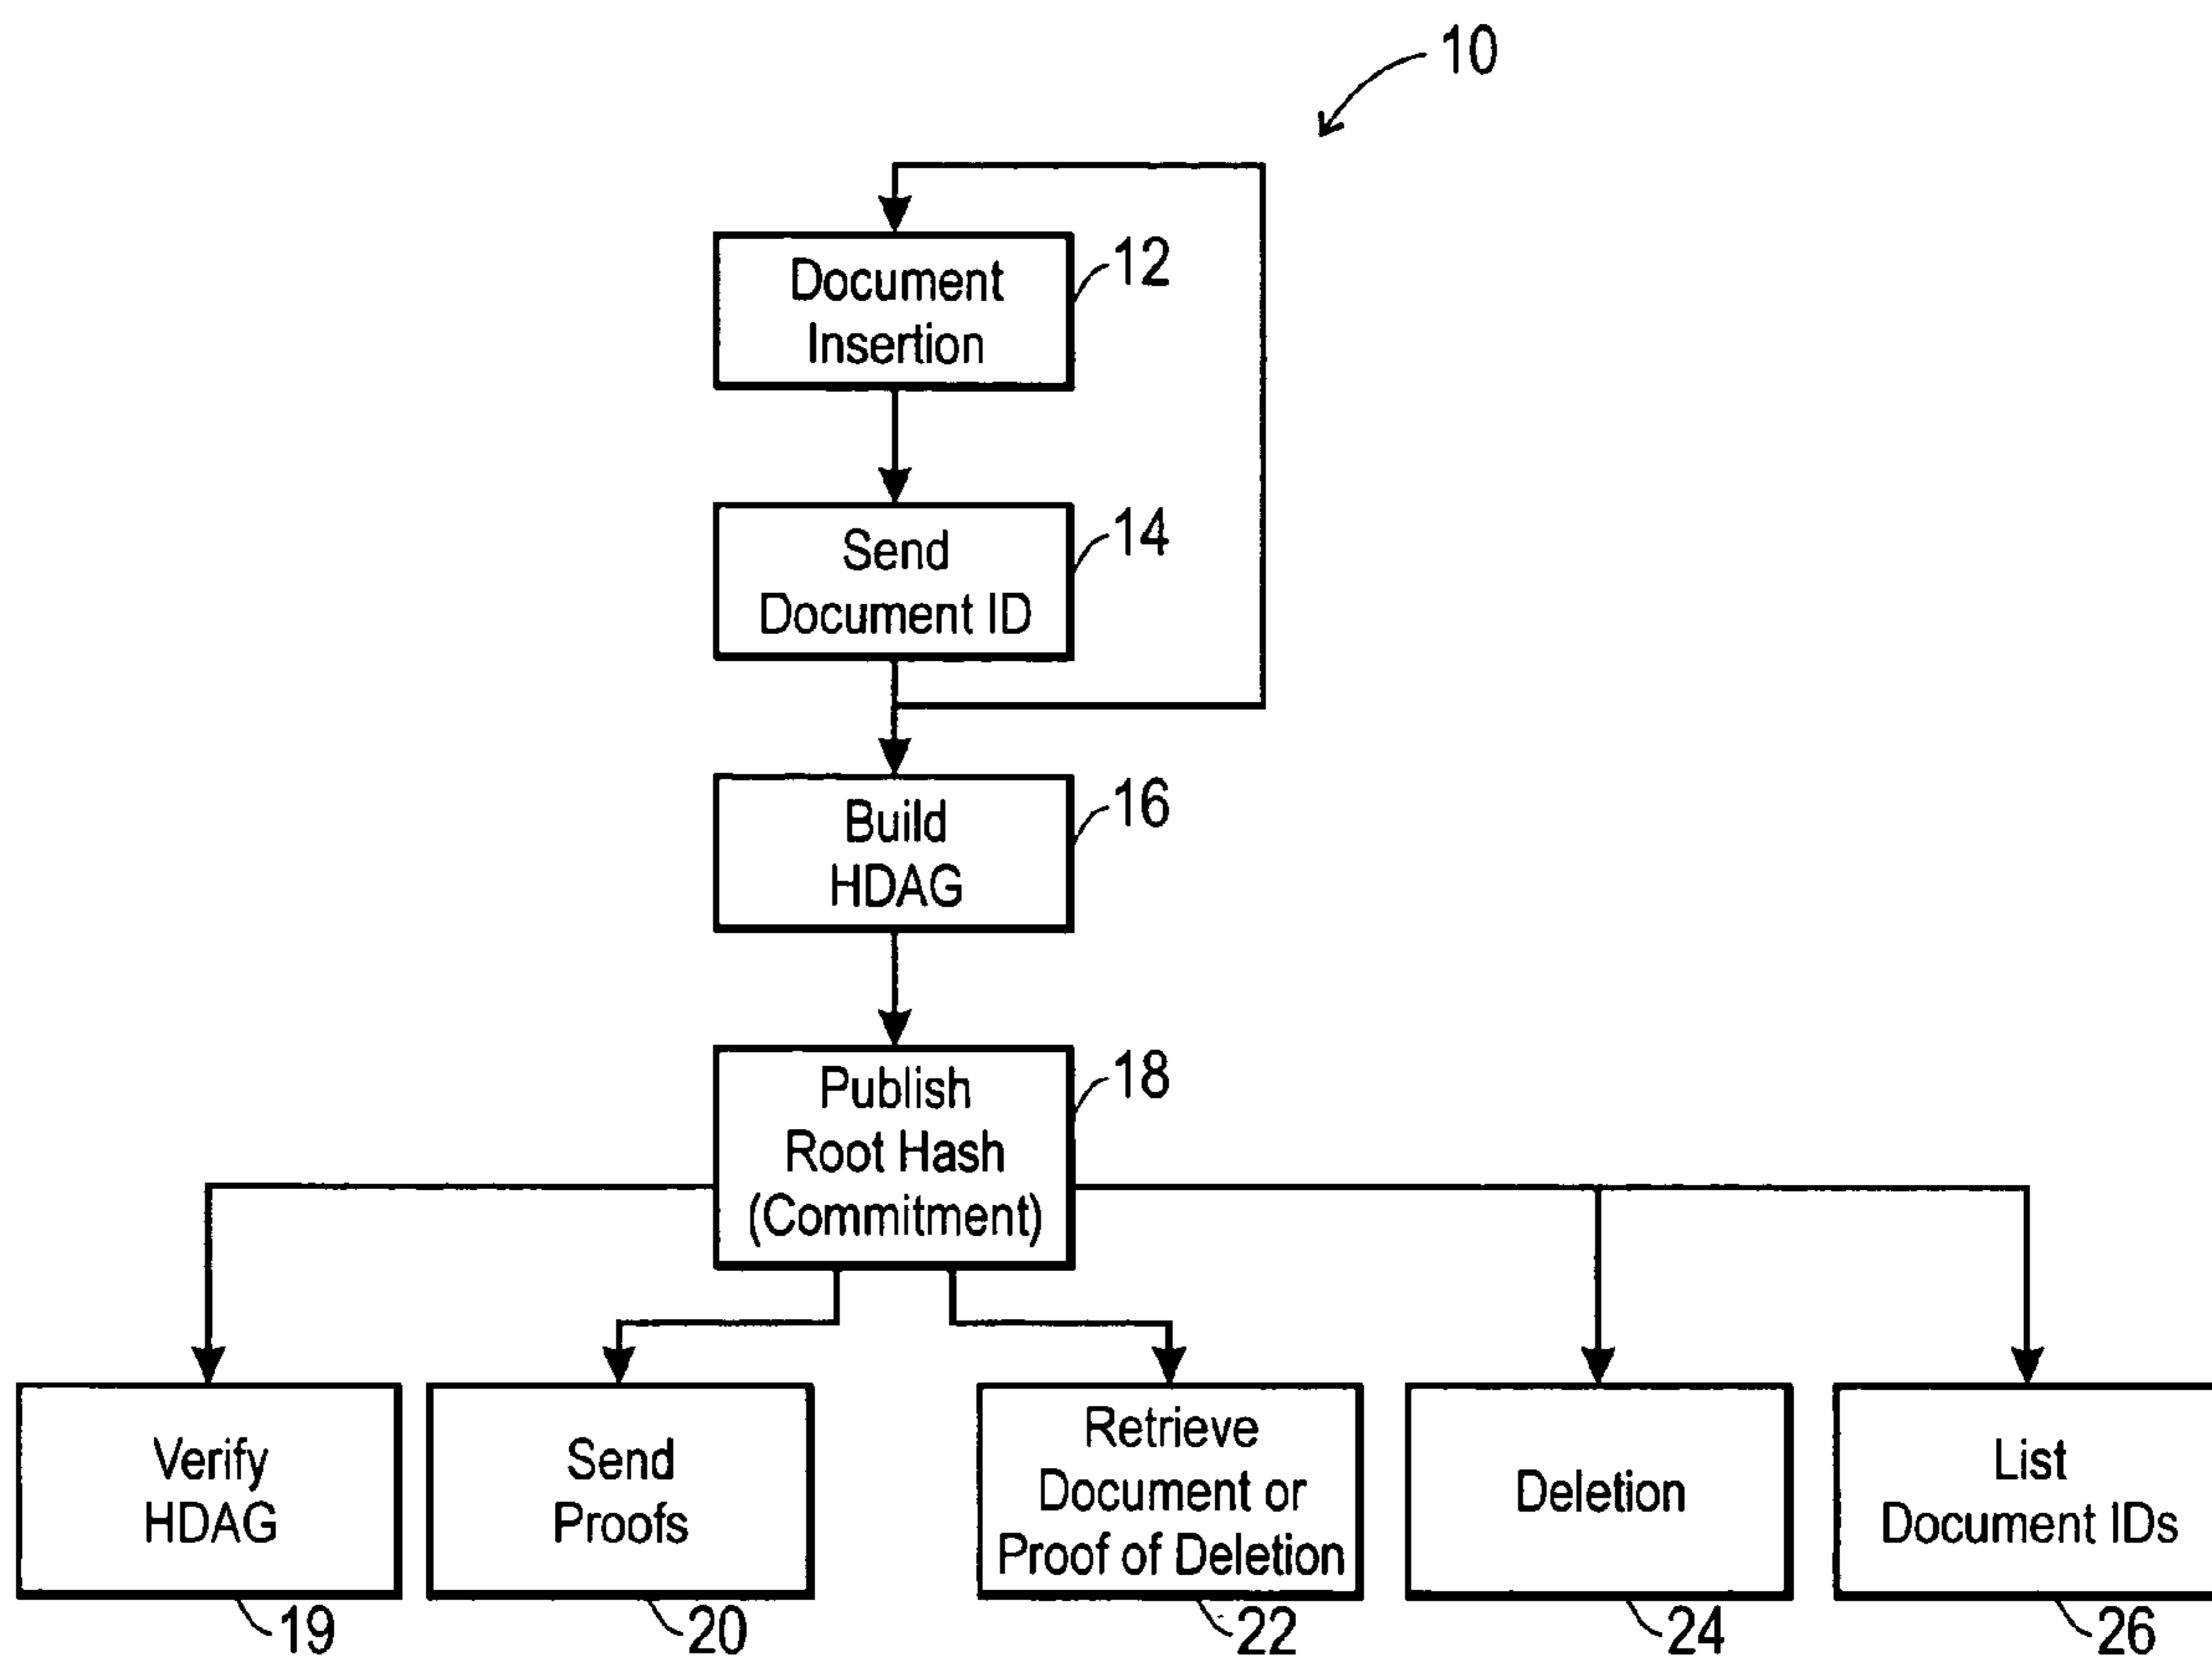 10
Document
Insertion
12
Send
Document ID
14
Build
HDAG
16
Publish
Root Hash
(Commitment)
18
Verify
HDAG
19
Send
Proofs
20
Retrieve
Document or
Proof of Deletion
22
Deletion
24
List
Document IDs
26